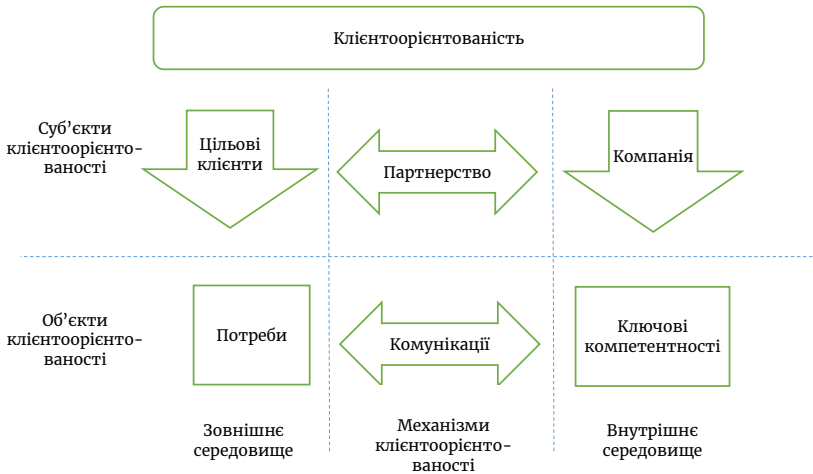 Клієнтоорієнтованість
Суб’єкти
клієнтоорієнто-
ваності
Цільові
клієнти
Партнерство
Компанія
Об’єкти
клієнтоорієнто-
ваності
Потреби
Комунікації
Ключові
компетентності
Зовнішнє
середовище
Механізми
клієнтоорієнто-
ваності
Внутрішнє
середовище